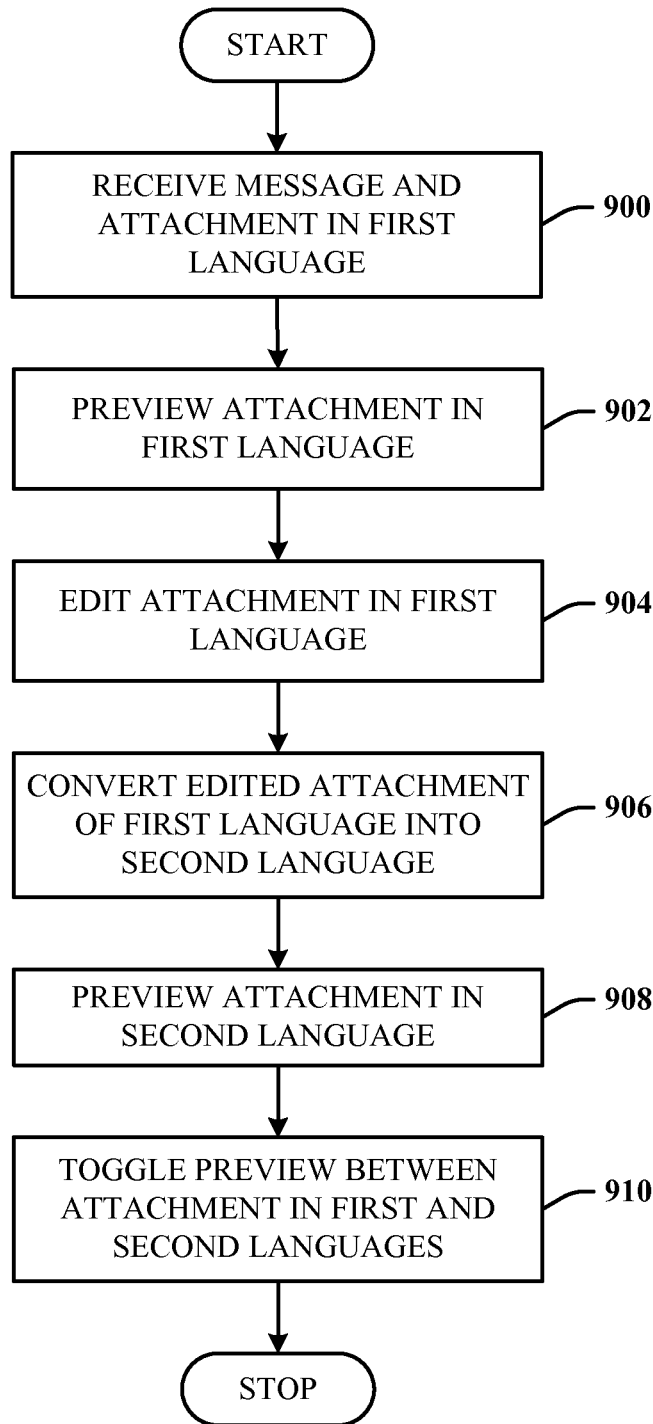 START
RECEIVE MESSAGE AND
ATTACHMENT IN FIRST
LANGUAGE
900
PREVIEW ATTACHMENT IN
FIRST LANGUAGE
902
EDIT ATTACHMENT IN FIRST
LANGUAGE
904
CONVERT EDITED ATTACHMENT
OF FIRST LANGUAGE INTO
SECOND LANGUAGE
906
PREVIEW ATTACHMENT IN
SECOND LANGUAGE
908
TOGGLE PREVIEW BETWEEN
ATTACHMENT IN FIRST AND
SECOND LANGUAGES
910
STOP